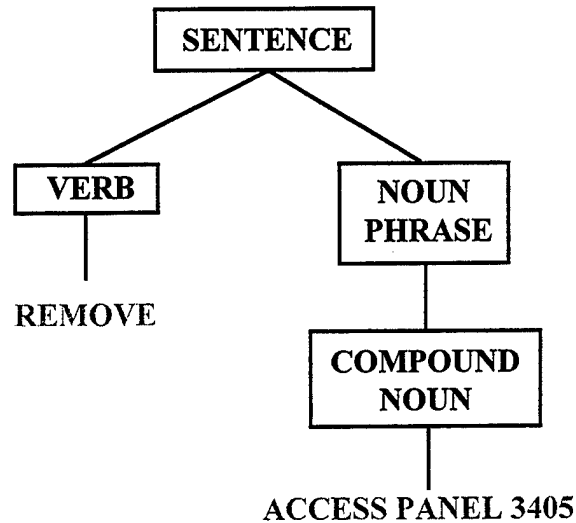 SENTENCE
VERB
NOUN
PHRASE
REMOVE
COMPOUND
NOUN
ACCESS PANEL 3405